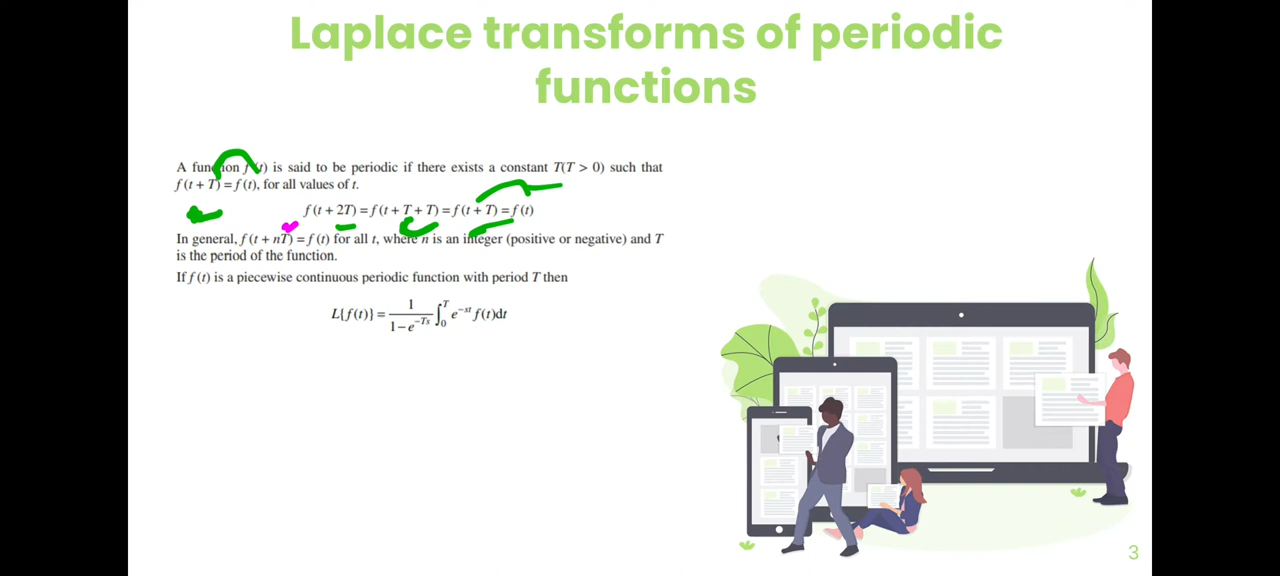 Laplace transforms of periodic
functions
A function f(t) is said to be periodic if there exists a constant T(T > 0) such that
f(t + T) = f(t), for all values of t.
f(t + 2T) = f(t + T + T) = f(t + T) = f(t)
In general, f(t + nT) = f(t) for all t, where n is an integer (positive or negative) and T
is the period of the function.
If f(t) is a piecewise continuous periodic function with period T then
L{f(t)} = 1/(1−e^{−Ts}) ∫_0^T e^{−st} f(t)dt
3